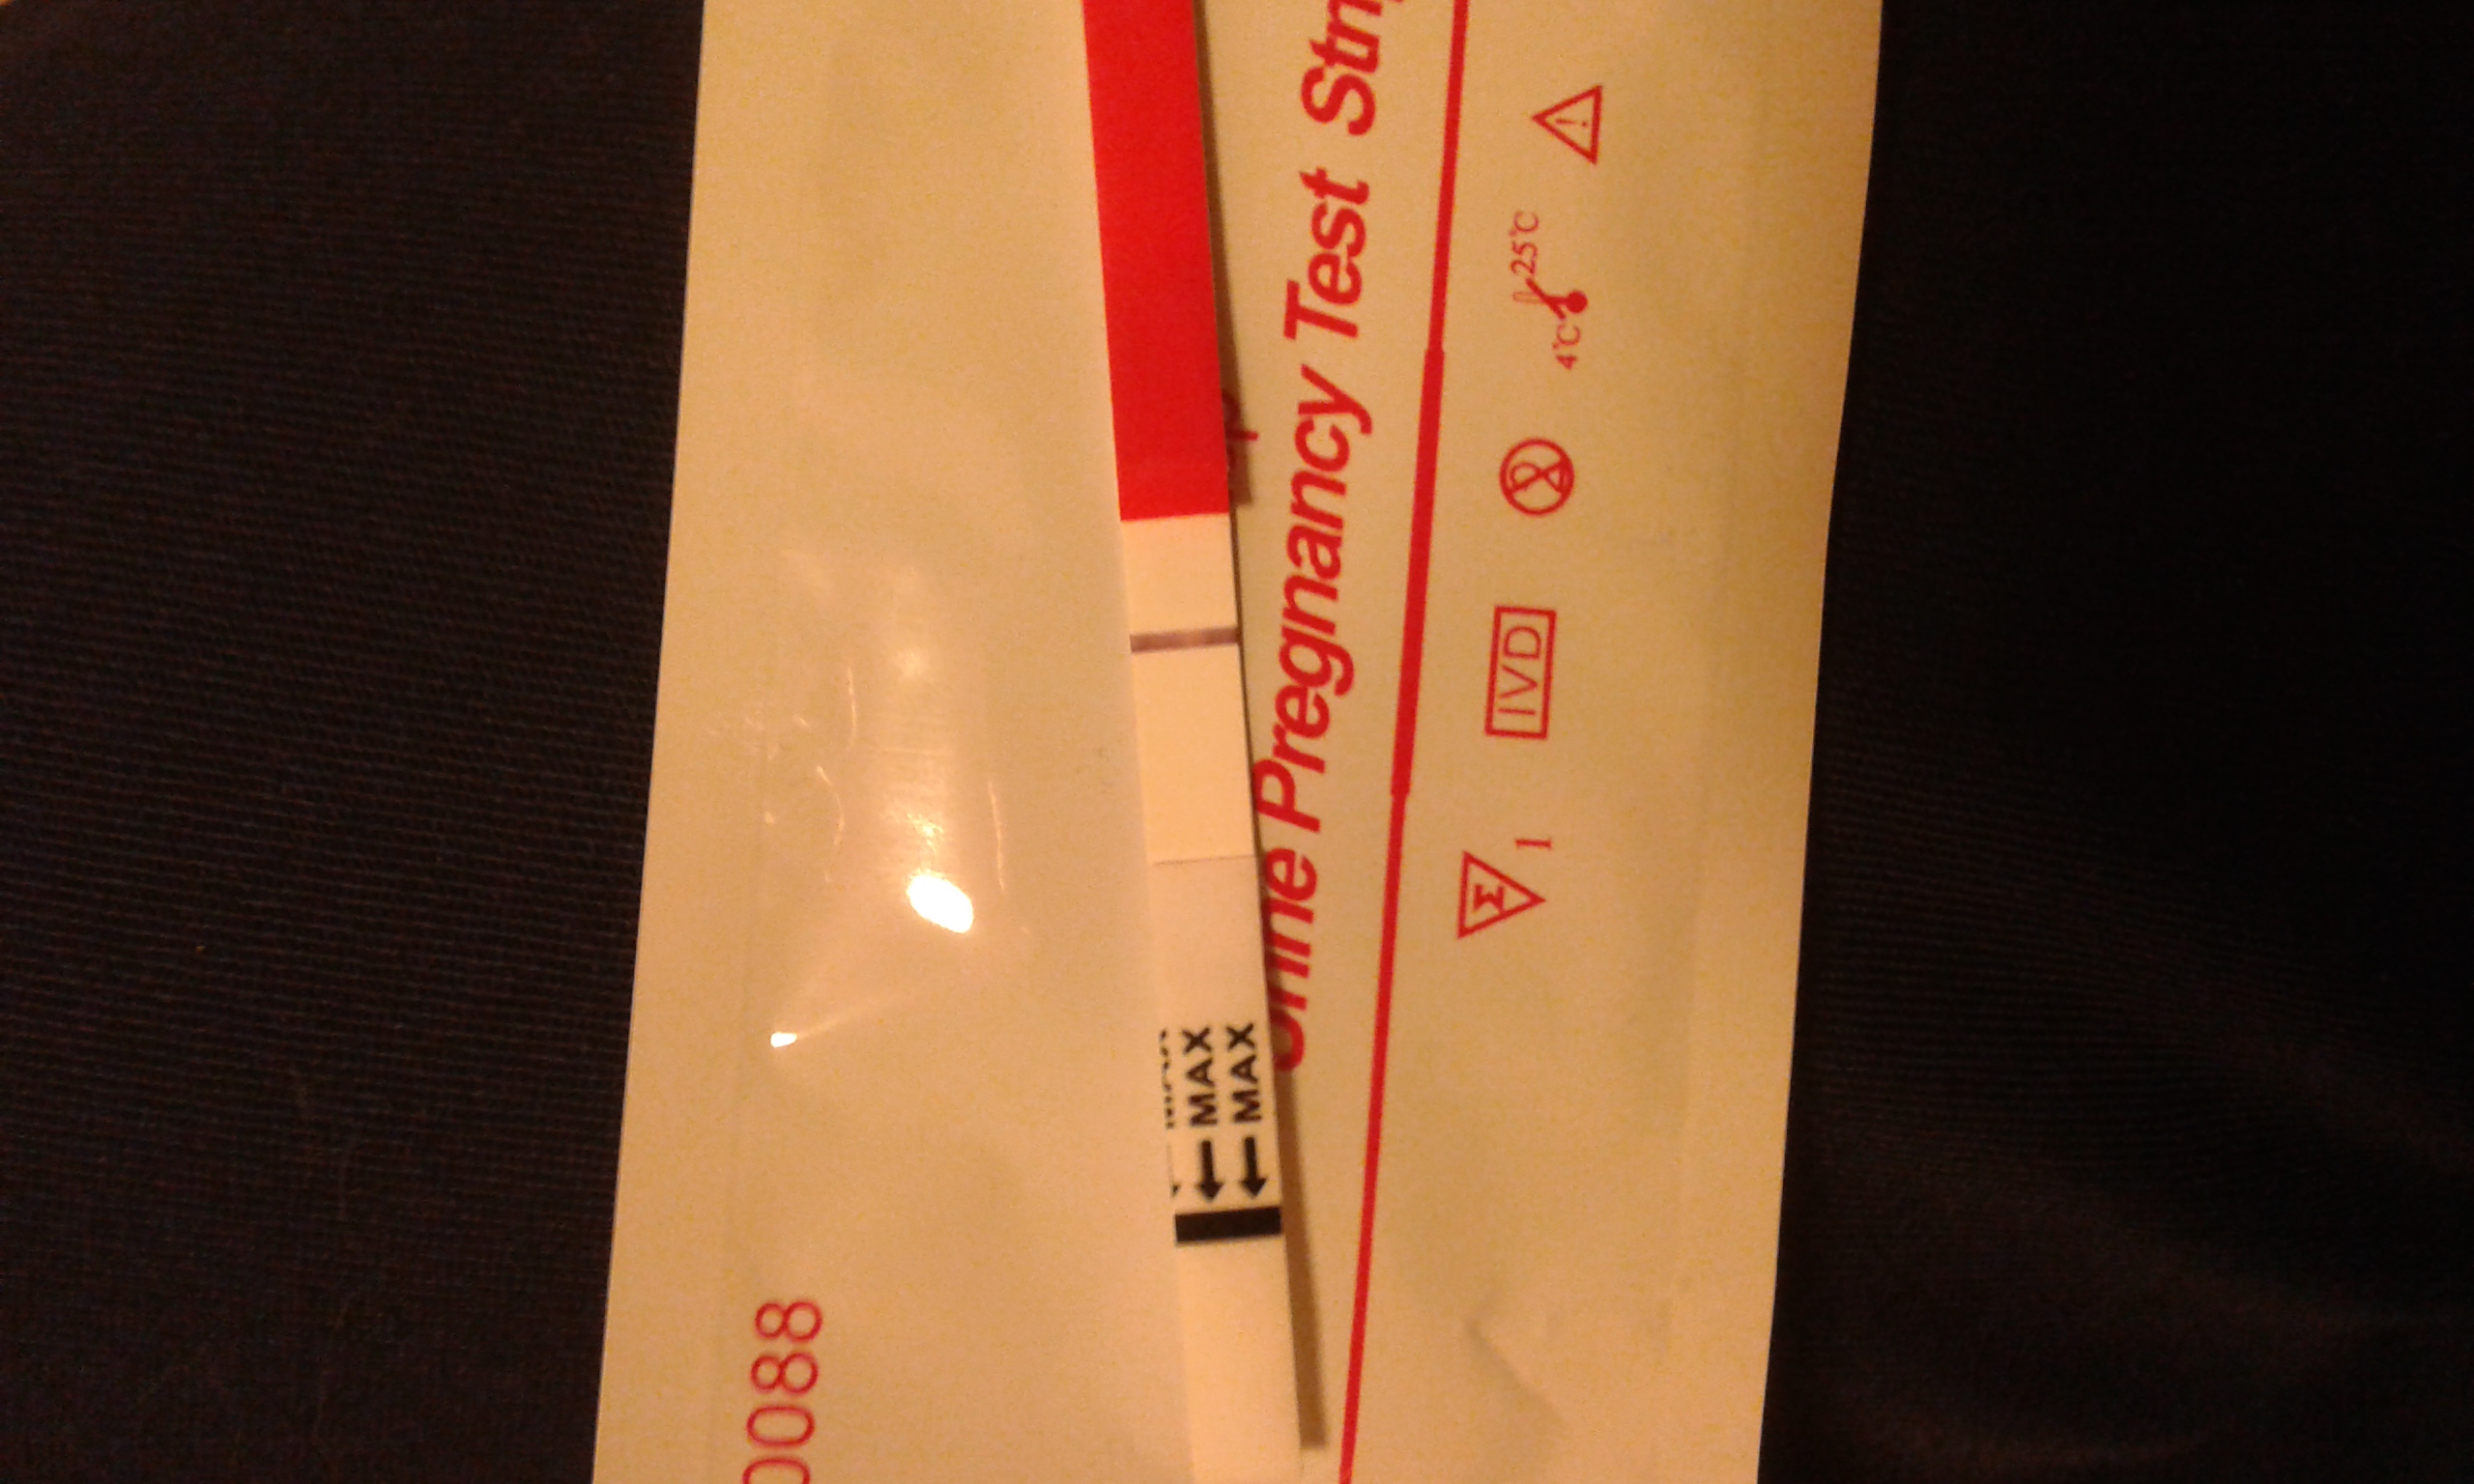 Pregnancy Test
4°C 25°C
IVD
Σ 1
MAX
MAX
0088